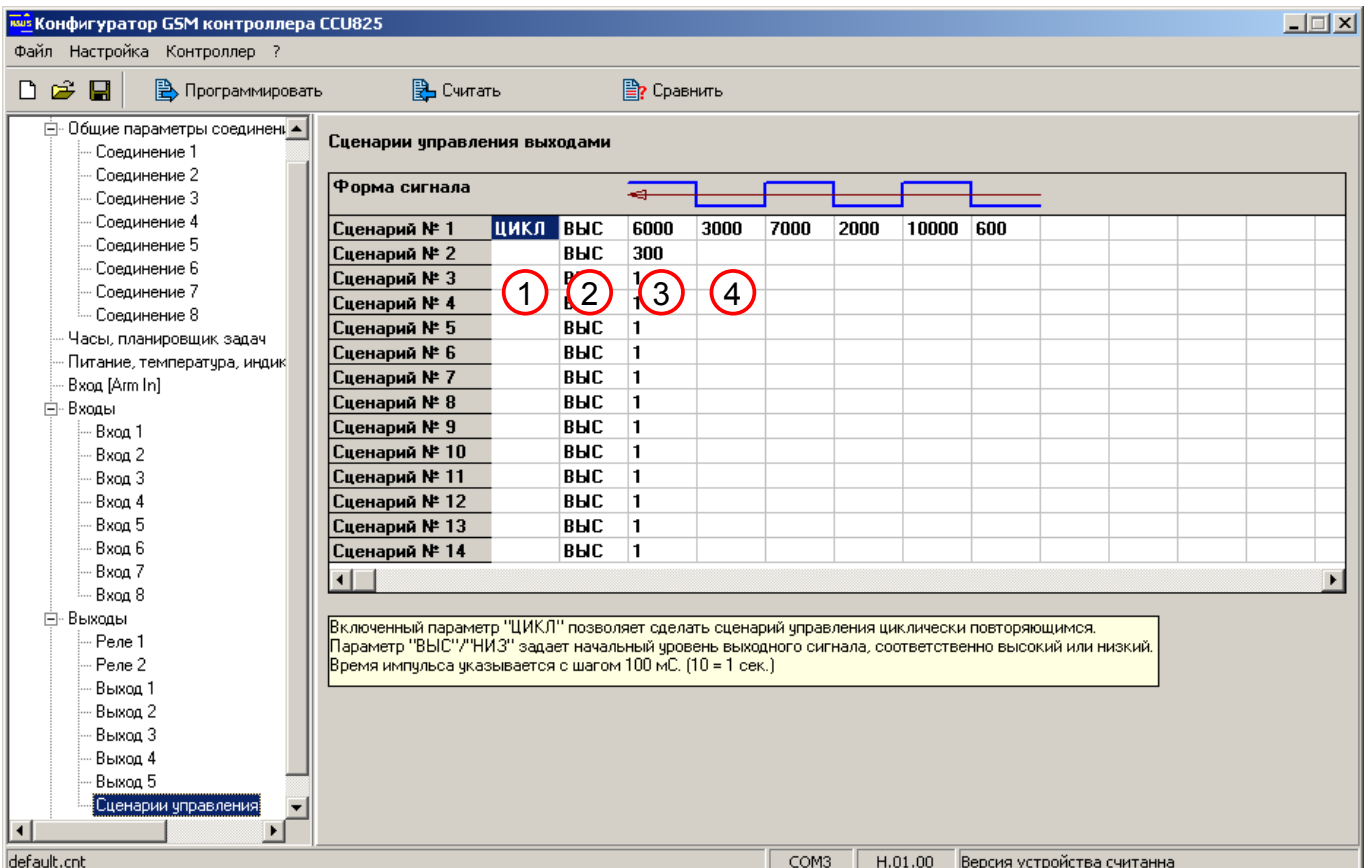 Конфигуратор GSM контроллера CCU825
Файл Настройка Контроллер ?
Программировать Считать Сравнить
Общие параметры соединени
Соединение 1
Соединение 2
Соединение 3
Соединение 4
Соединение 5
Соединение 6
Соединение 7
Соединение 8
Часы, планировщик задач
Питание, температура, индик
Вход [Arm In]
Входы
Вход 1
Вход 2
Вход 3
Вход 4
Вход 5
Вход 6
Вход 7
Вход 8
Выходы
Реле 1
Реле 2
Выход 1
Выход 2
Выход 3
Выход 4
Выход 5
Сценарии управления
Сценарии управления выходами
Форма сигнала
Сценарий № 1 ЦИКЛ ВЫС 6000 3000 7000 2000 10000 600
Сценарий № 2 ВЫС 300
Сценарий № 3 1
1 2 3 4
Сценарий № 4 1
Сценарий № 5 ВЫС 1
Сценарий № 6 ВЫС 1
Сценарий № 7 ВЫС 1
Сценарий № 8 ВЫС 1
Сценарий № 9 ВЫС 1
Сценарий № 10 ВЫС 1
Сценарий № 11 ВЫС 1
Сценарий № 12 ВЫС 1
Сценарий № 13 ВЫС 1
Сценарий № 14 ВЫС 1
Включенный параметр "ЦИКЛ" позволяет сделать сценарий управления циклически повторяющимся.
Параметр "ВЫС"/"НИЗ" задает начальный уровень выходного сигнала, соответственно высокий или низкий.
Время импульса указывается с шагом 100 мС. (10 = 1 сек.)
default.cnt COM3 H.01.00 Версия устройства считанна